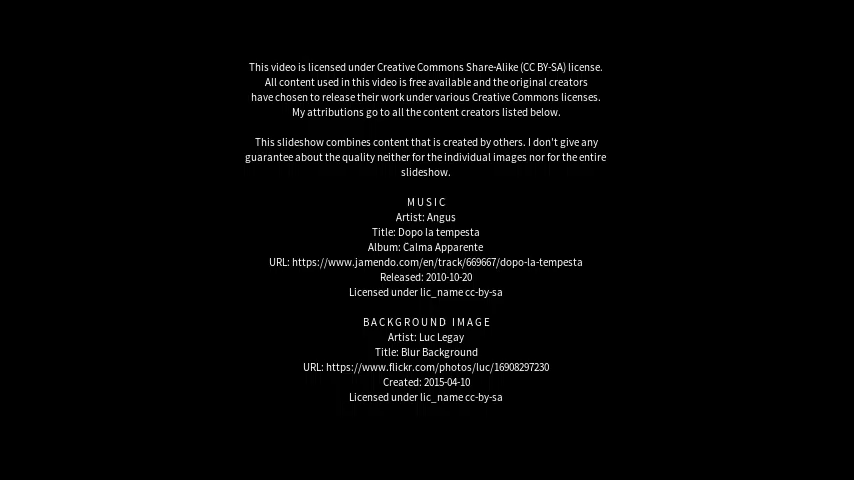 This video is licensed under Creative Commons Share-Alike (CC BY-SA) license.
All content used in this video is free available and the original creators
have chosen to release their work under various Creative Commons licenses.
My attributions go to all the content creators listed below.
This slideshow combines content that is created by others. I don't give any
guarantee about the quality neither for the individual images nor for the entire
slideshow.
MUSIC
Artist: Angus
Title: Dopo la tempesta
Album: Calma Apparente
URL: https://www.jamendo.com/en/track/669667/dopo-la-tempesta
Released: 2010-10-20
Licensed under lic_name cc-by-sa
BACKGROUND IMAGE
Artist: Luc Legay
Title: Blur Background
URL: https://www.flickr.com/photos/luc/16908297230
Created: 2015-04-10
Licensed under lic_name cc-by-sa